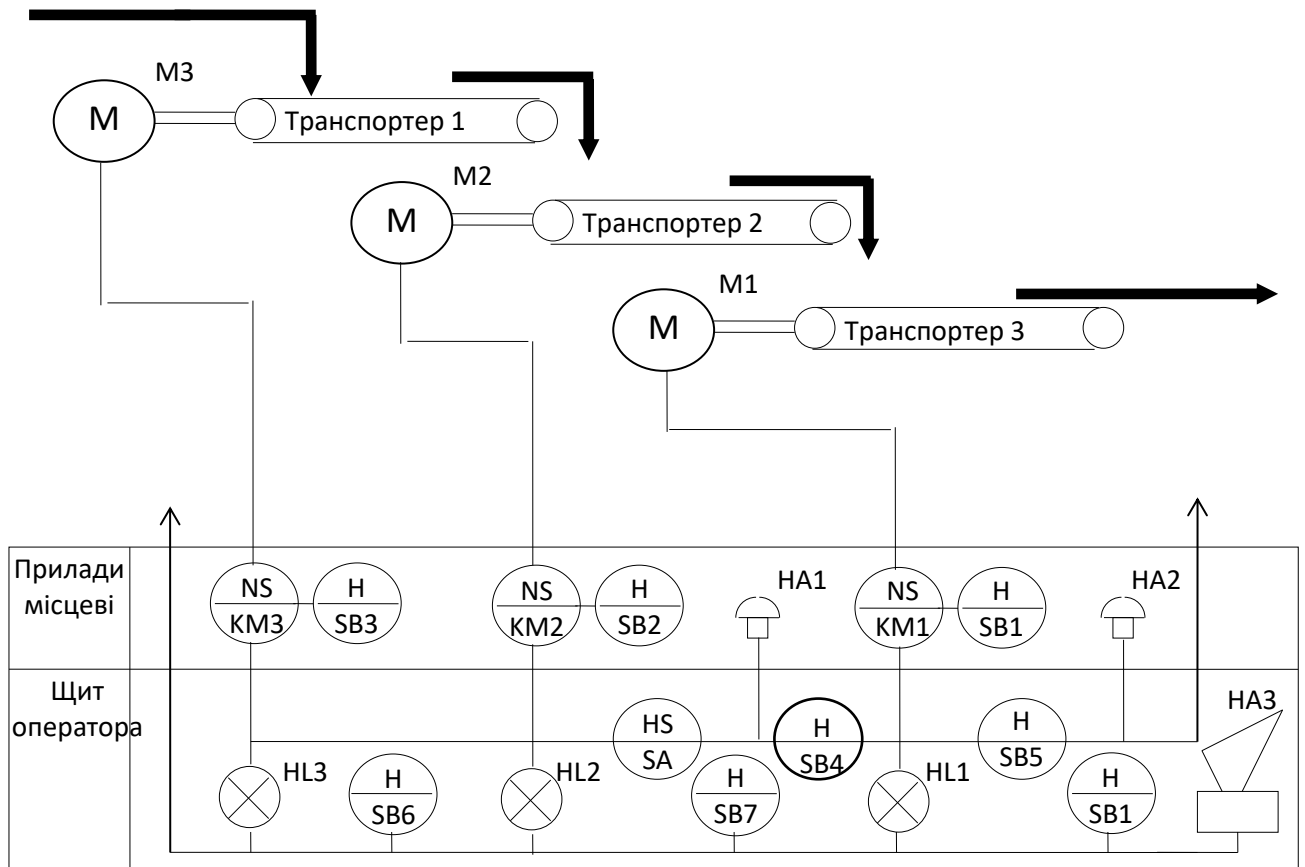 M3
M
Транспортер 1
M2
M
Транспортер 2
M1
M
Транспортер 3
Прилади
місцеві
NS
KM3
H
SB3
NS
KM2
H
SB2
HA1
NS
KM1
H
SB1
HA2
Щит
оператора
HL3
H
SB6
HL2
HS
SA
H
SB7
H
SB4
HL1
H
SB5
H
SB1
HA3